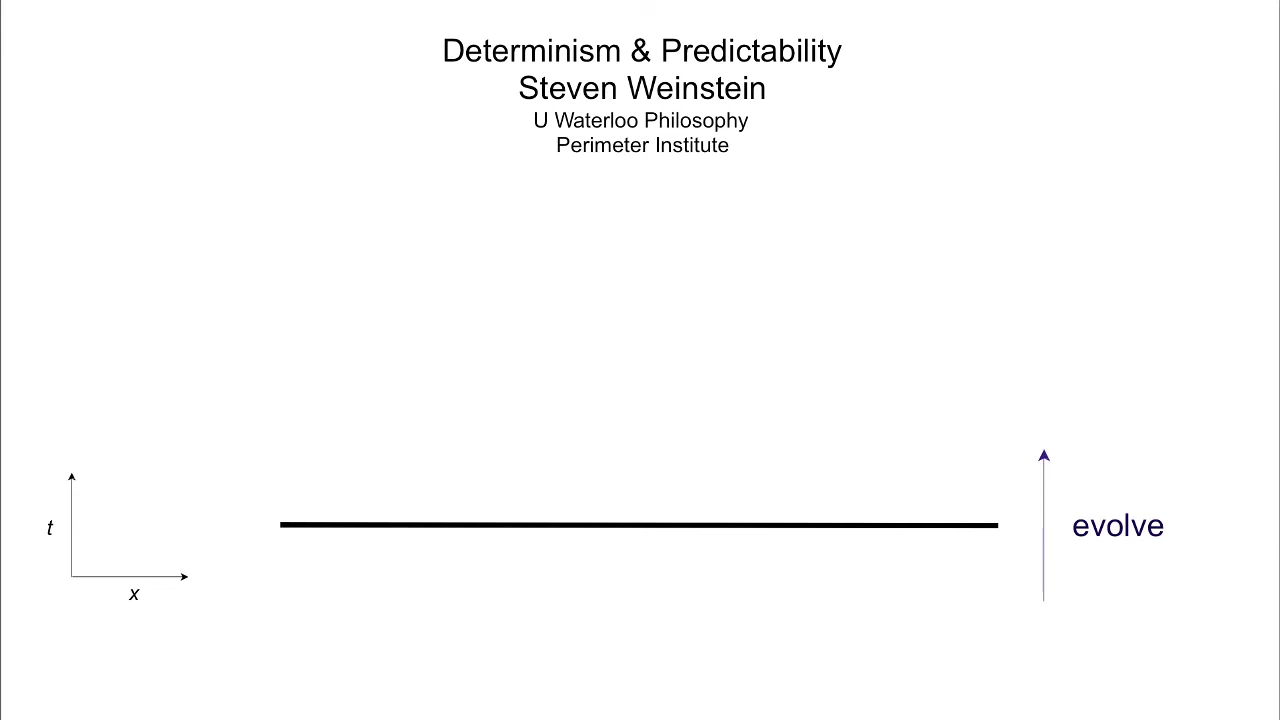 Determinism & Predictability
Steven Weinstein
U Waterloo Philosophy
Perimeter Institute
t
evolve
x